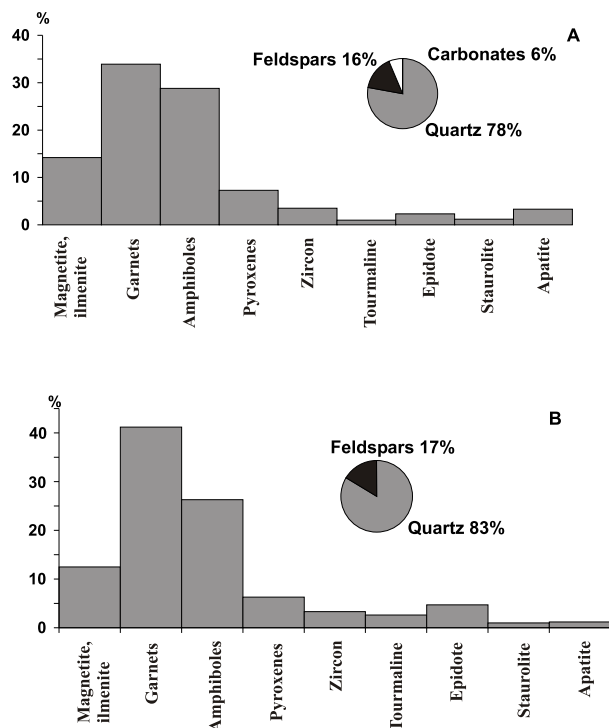 %
A
40
30
20
10
0
Feldspars 16%
Carbonates 6%
Quartz 78%
Magnetite,
ilmenite
Garnets
Amphiboles
Pyroxenes
Zircon
Tourmaline
Epidote
Staurolite
Apatite
%
B
40
30
20
10
0
Feldspars 17%
Quartz 83%
Magnetite,
ilmenite
Garnets
Amphiboles
Pyroxenes
Zircon
Tourmaline
Epidote
Staurolite
Apatite